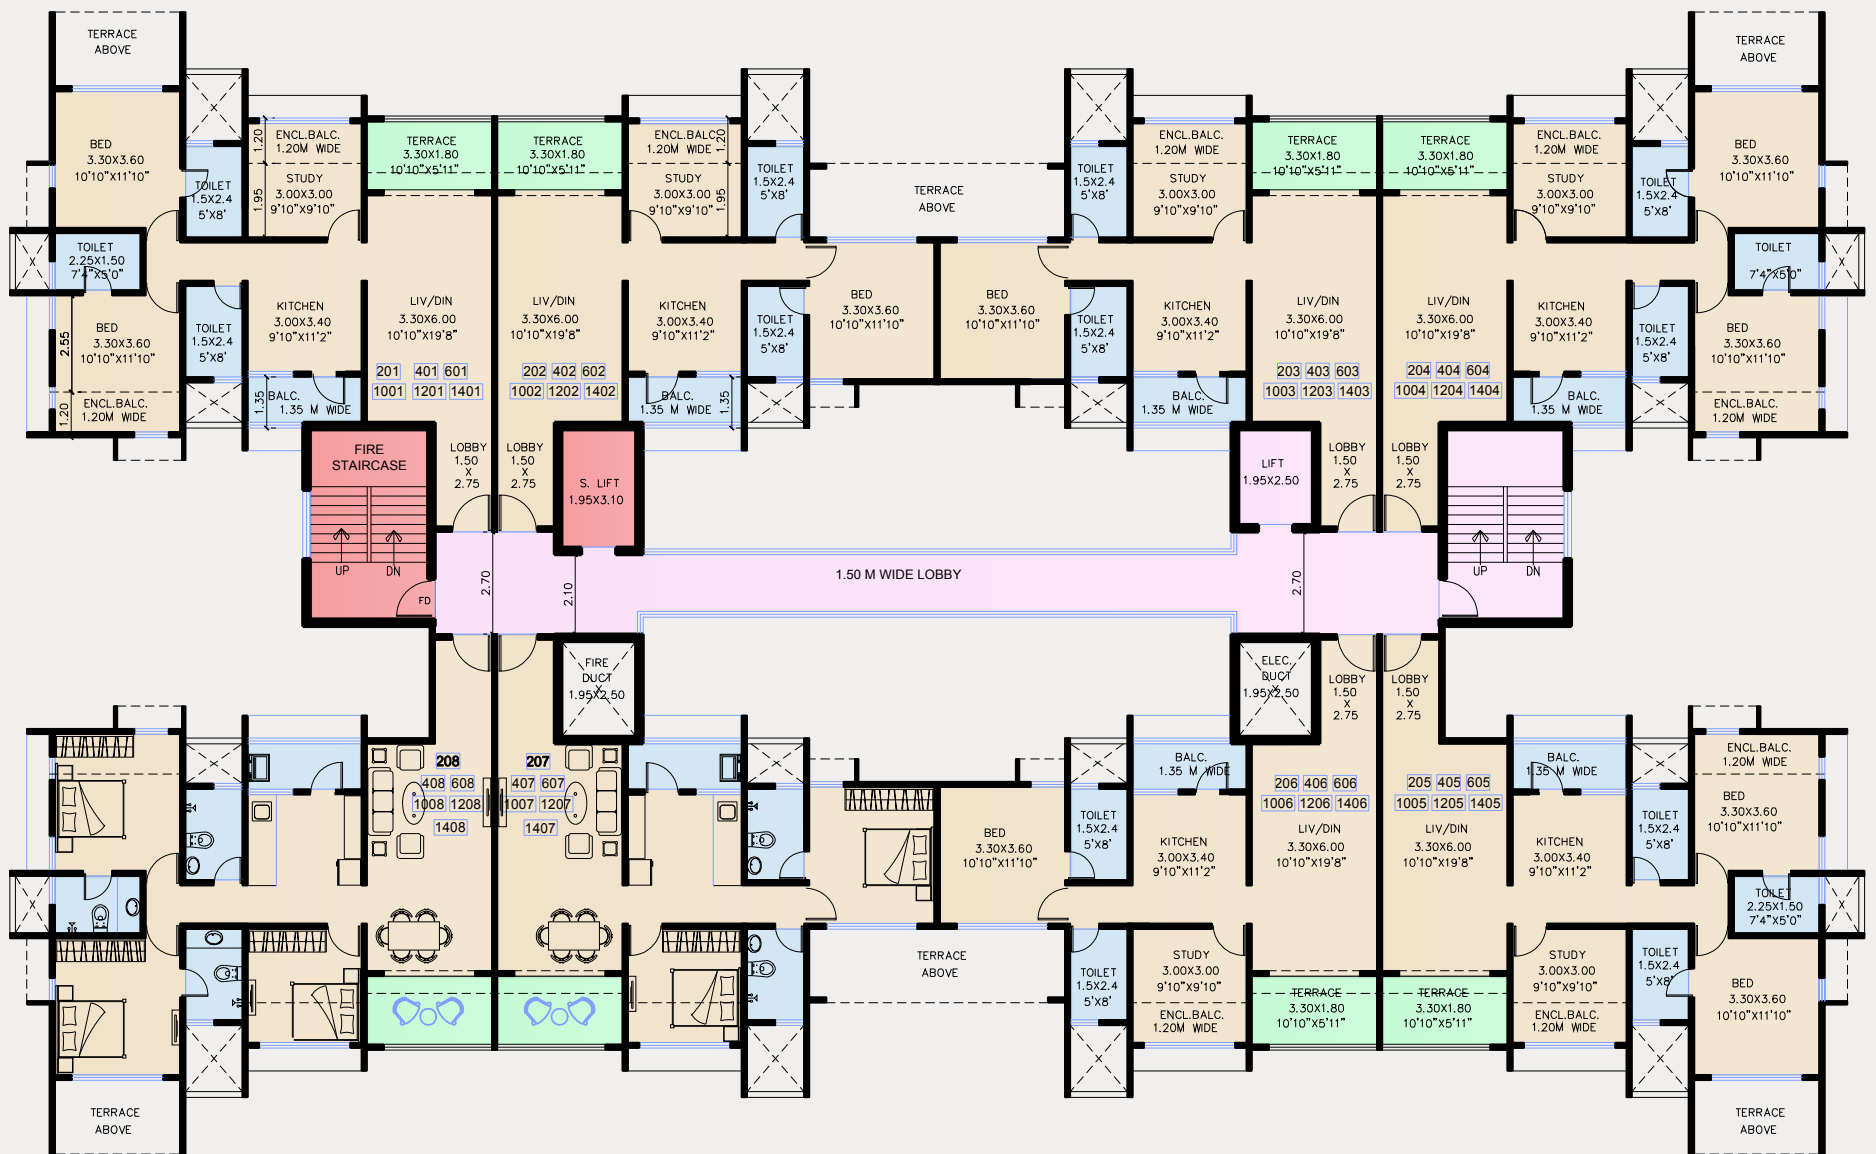 TERRACE
ABOVE
BED
3.30X3.60
10'10"X11'10"
TOILET
1.5X2.4
5'X8'
ENCL.BALC.
1.20M WIDE
STUDY
3.00X3.00
9'10"X9'10"
1.20
1.95
TERRACE
3.30X1.80
10'10"X5'11"
TERRACE
3.30X1.80
10'10"X5'11"
ENCL.BALC.
1.20M WIDE
STUDY
3.00X3.00
9'10"X9'10"
1.20
1.95
TOILET
1.5X2.4
5'X8'
TERRACE
ABOVE
TOILET
1.5X2.4
5'X8'
ENCL.BALC.
1.20M WIDE
STUDY
3.00X3.00
9'10"X9'10"
TERRACE
3.30X1.80
10'10"X5'11"
TERRACE
3.30X1.80
10'10"X5'11"
ENCL.BALC.
1.20M WIDE
STUDY
3.00X3.00
9'10"X9'10"
TOILET
1.5X2.4
5'X8'
TERRACE
ABOVE
BED
3.30X3.60
10'10"X11'10"
TOILET
2.25X1.50
7'4"X5'0"
BED
3.30X3.60
10'10"X11'10"
2.55
1.20
ENCL.BALC.
1.20M WIDE
TOILET
1.5X2.4
5'X8'
KITCHEN
3.00X3.40
9'10"X11'2"
1.35
BALC.
1.35 M WIDE
LIV/DIN
3.30X6.00
10'10"X19'8"
201 401 601
1001 1201 1401
LIV/DIN
3.30X6.00
10'10"X19'8"
202 402 602
1002 1202 1402
KITCHEN
3.00X3.40
9'10"X11'2"
BALC.
1.35 M WIDE
1.35
TOILET
1.5X2.4
5'X8'
BED
3.30X3.60
10'10"X11'10"
BED
3.30X3.60
10'10"X11'10"
TOILET
1.5X2.4
5'X8'
KITCHEN
3.00X3.40
9'10"X11'2"
BALC.
1.35 M WIDE
LIV/DIN
3.30X6.00
10'10"X19'8"
203 403 603
1003 1203 1403
LIV/DIN
3.30X6.00
10'10"X19'8"
204 404 604
1004 1204 1404
KITCHEN
3.00X3.40
9'10"X11'2"
BALC.
1.35 M WIDE
TOILET
1.5X2.4
5'X8'
TOILET
7'4"X5'0"
BED
3.30X3.60
10'10"X11'10"
ENCL.BALC.
1.20M WIDE
FIRE
STAIRCASE
UP
DN
FD
LOBBY
1.50
X
2.75
LOBBY
1.50
X
2.75
S. LIFT
1.95X3.10
2.70
2.10
1.50 M WIDE LOBBY
LIFT
1.95X2.50
2.70
LOBBY
1.50
X
2.75
LOBBY
1.50
X
2.75
UP
DN
FIRE
DUCT
X
1.95X2.50
ELEC.
DUCT
X
1.95X2.50
LOBBY
1.50
X
2.75
LOBBY
1.50
X
2.75
208
408 608
1008 1208
1408
207
407 607
1007 1207
1407
BED
3.30X3.60
10'10"X11'10"
TOILET
1.5X2.4
5'X8'
BALC.
1.35 M WIDE
KITCHEN
3.00X3.40
9'10"X11'2"
206 406 606
1006 1206 1406
LIV/DIN
3.30X6.00
10'10"X19'8"
205 405 605
1005 1205 1405
LIV/DIN
3.30X6.00
10'10"X19'8"
BALC.
1.35 M WIDE
KITCHEN
3.00X3.40
9'10"X11'2"
TOILET
1.5X2.4
5'X8'
ENCL.BALC.
1.20M WIDE
BED
3.30X3.60
10'10"X11'10"
TOILET
2.25X1.50
7'4"X5'0"
TERRACE
ABOVE
TOILET
1.5X2.4
5'X8'
STUDY
3.00X3.00
9'10"X9'10"
ENCL.BALC.
1.20M WIDE
TERRACE
3.30X1.80
10'10"X5'11"
TERRACE
3.30X1.80
10'10"X5'11"
STUDY
3.00X3.00
9'10"X9'10"
ENCL.BALC.
1.20M WIDE
TOILET
1.5X2.4
5'X8'
BED
3.30X3.60
10'10"X11'10"
TERRACE
ABOVE
TERRACE
ABOVE